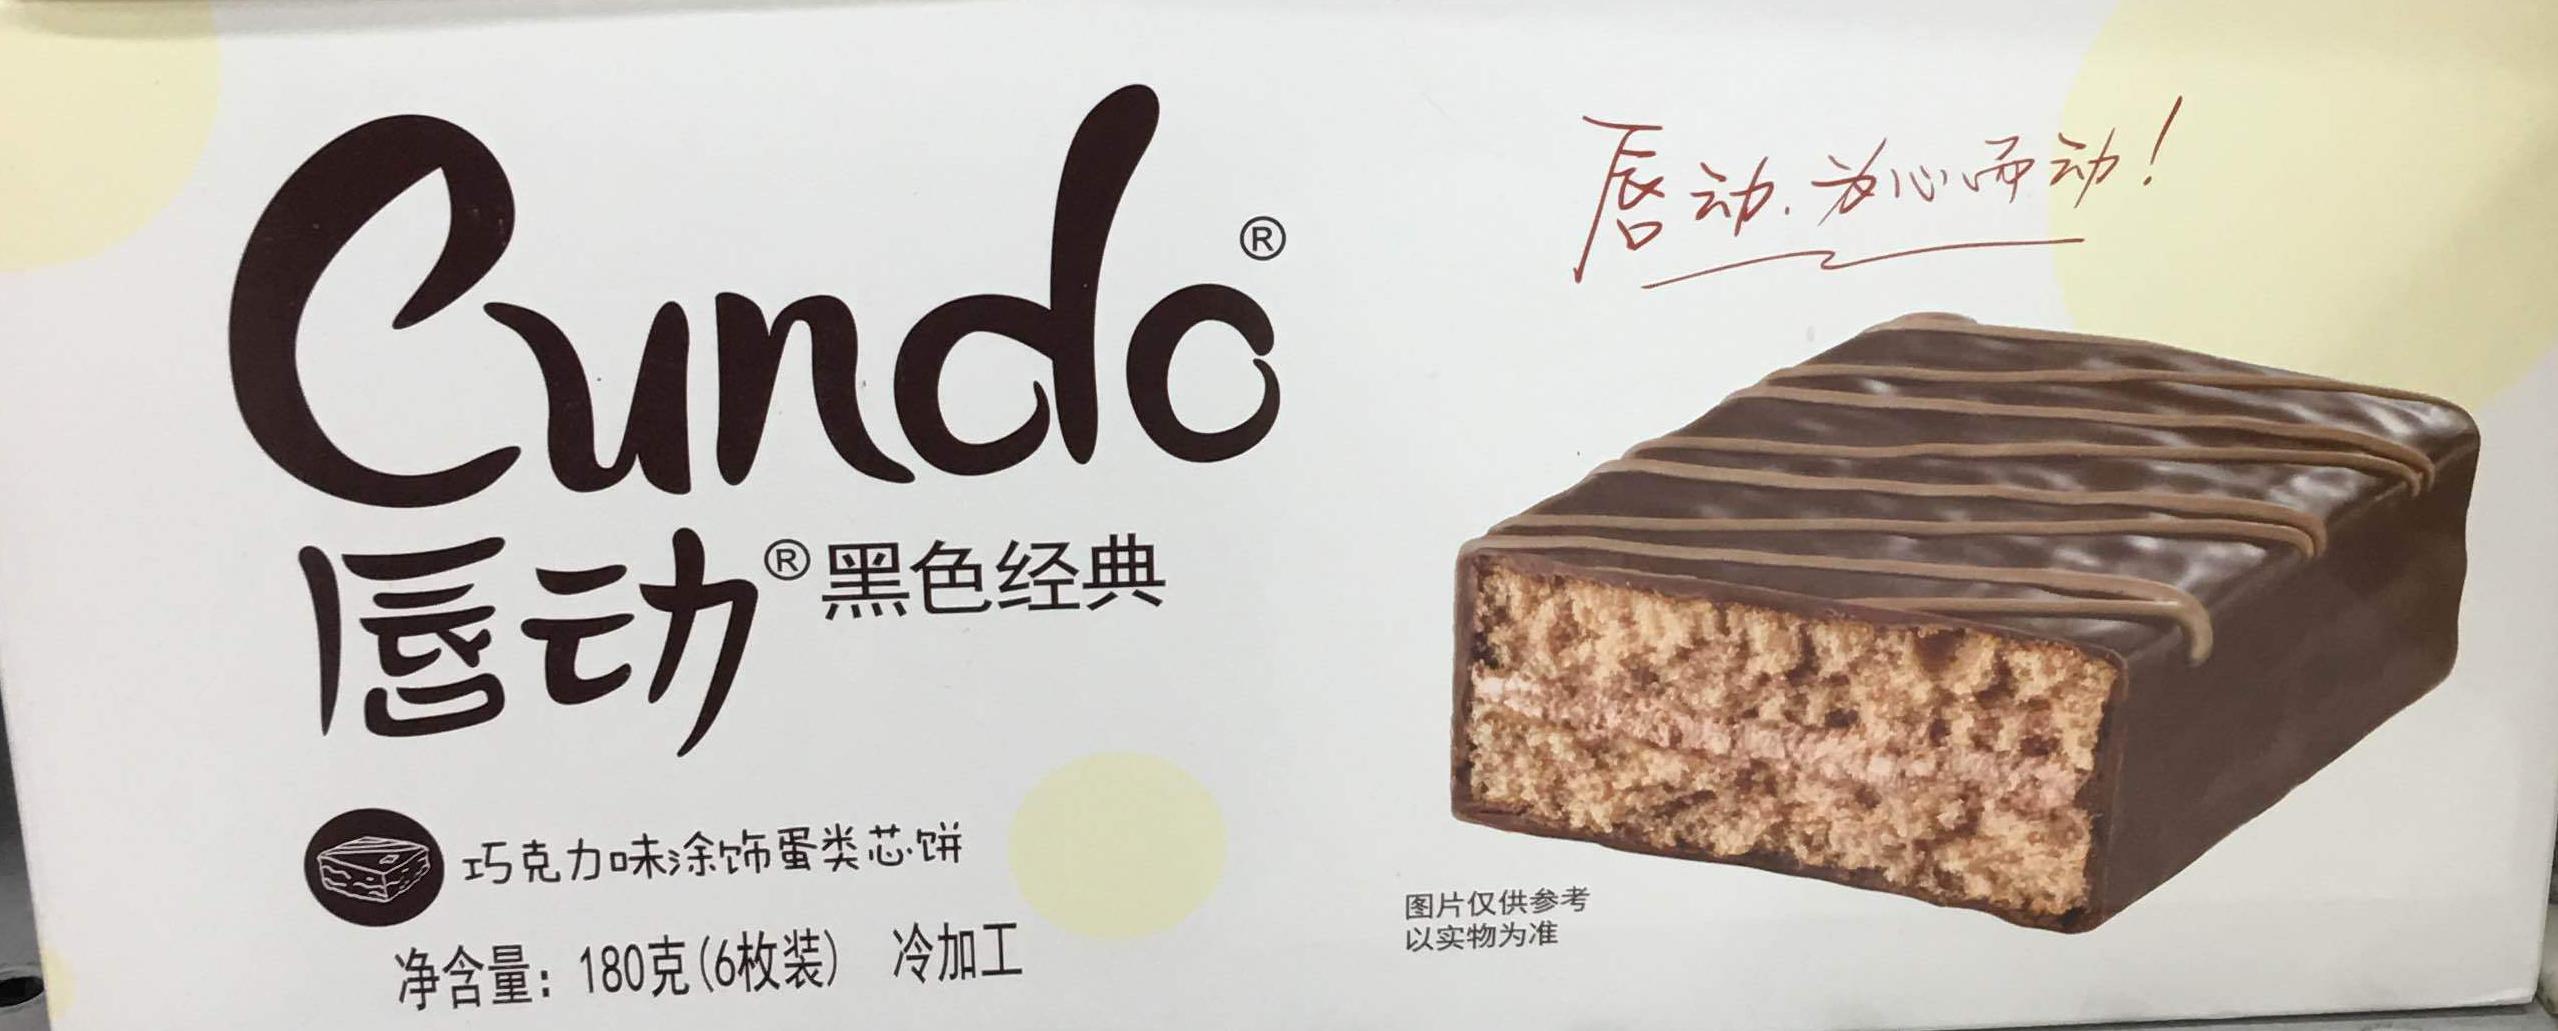 Cundo®
唇动®黑色经典
巧克力味涂饰蛋类芯饼
净含量：180克(6枚装) 冷加工
唇动.为心而动!
图片仅供参考
以实物为准